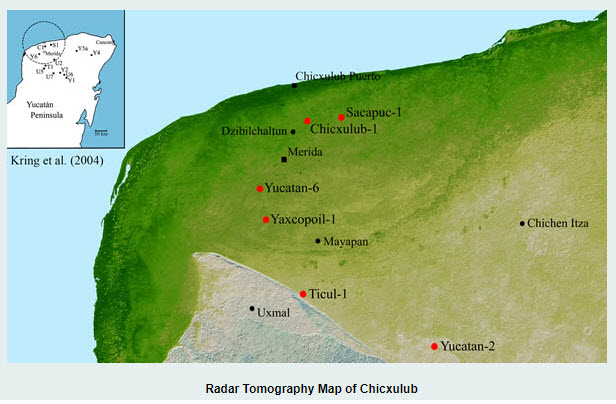 C1
S1
Merida
Cancun
Y6
U2
Y5a
Y4
T1
U5
Y2
U7
U6
Y1
Yucatán
Peninsula
50 km
Kring et al. (2004)
Chicxulub Puerto
Sacapuc-1
Chicxulub-1
Dzibilchaltun
Merida
Yucatan-6
Yaxcopoil-1
Chichen Itza
Mayapan
Ticul-1
Uxmal
Yucatan-2
Radar Tomography Map of Chicxulub